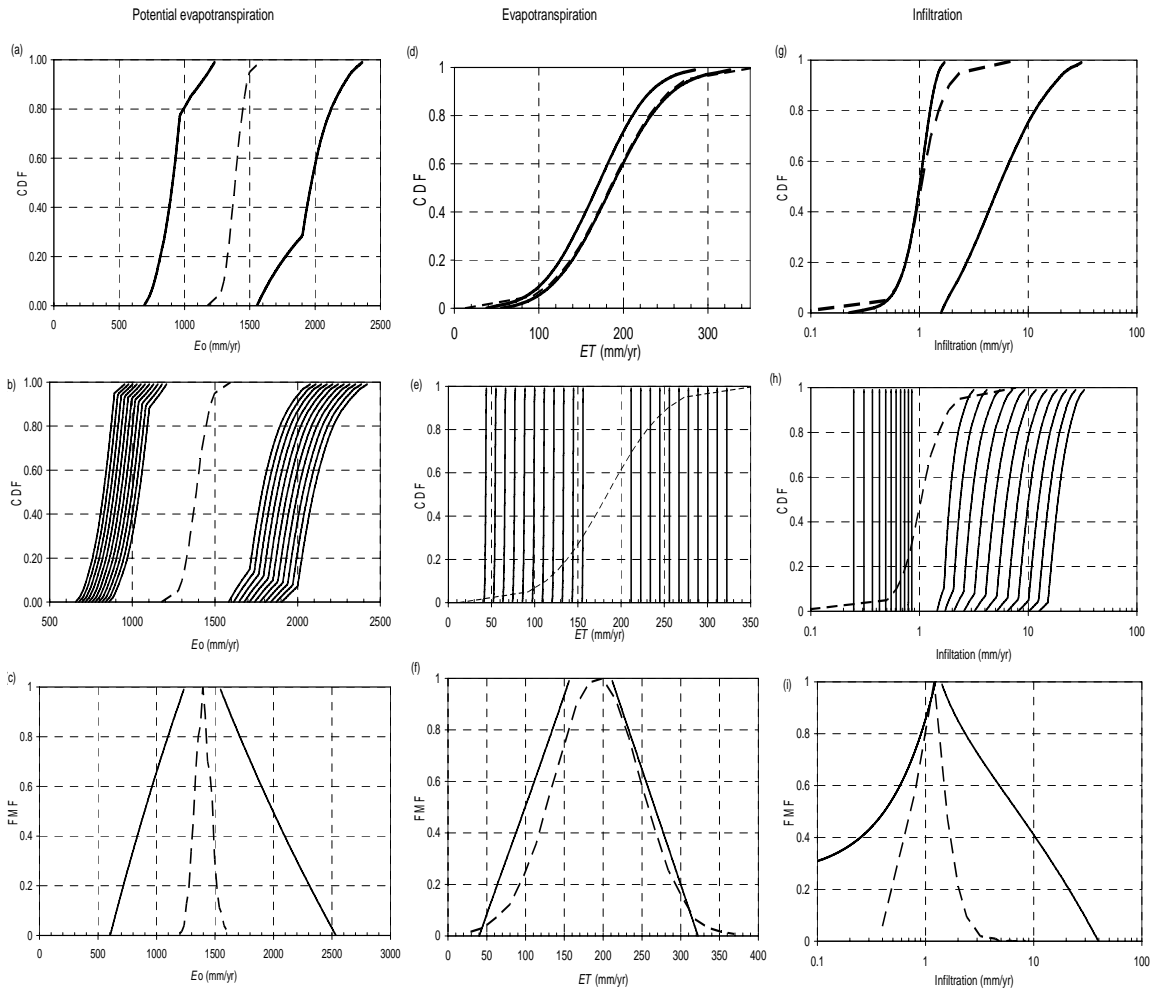 Potential evapotranspiration
Evapotranspiration
Infiltration
(a)
1.00
0.80
0.60
0.40
0.20
0.00
CDF
0 500 1000 1500 2000 2500
Eo (mm/yr)
(d)
1
0.8
0.6
0.4
0.2
0
CDF
0 100 200 300
ET (mm/yr)
(g)
1
0.8
0.6
0.4
0.2
0
CDF
0.1 1 10 100
Infiltration (mm/yr)
b)
1.00
0.80
0.60
0.40
0.20
0.00
CDF
500 1000 1500 2000 2500
Eo (mm/yr)
(e)
1
0.8
0.6
0.4
0.2
0
CDF
0 50 100 150 200 250 300 350
ET (mm/yr)
(h)
1
0.8
0.6
0.4
0.2
0
CDF
0.1 1 10 100
Infiltation (mm/yr)
c)
1
0.8
0.6
0.4
0.2
0
FMF
0 500 1000 1500 2000 2500 3000
Eo (mm/yr)
(f)
1
0.8
0.6
0.4
0.2
0
FMF
0 50 100 150 200 250 300 350 400
ET (mm/yr)
(i)
1
0.8
0.6
0.4
0.2
0
FMF
0.1 1 10 100
Infiltration (mm/yr)